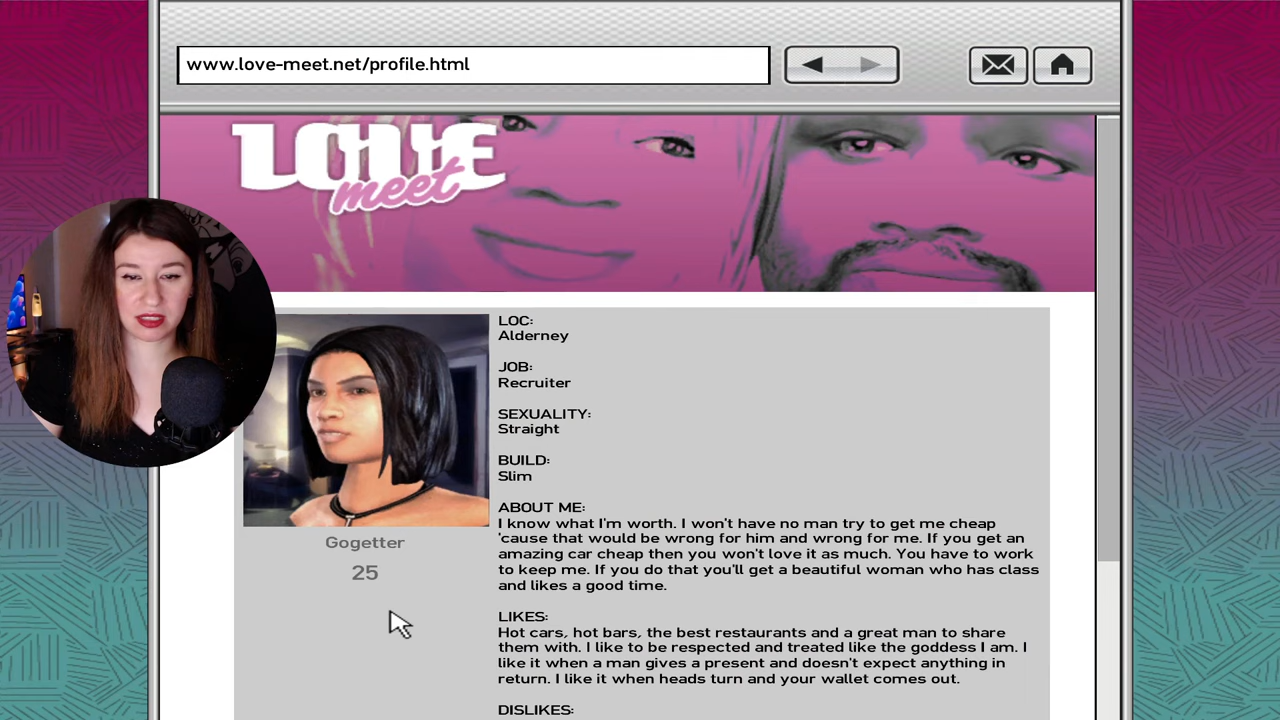 www.love-meet.net/profile.html
LOVE
meet
LOC:
Alderney
JOB:
Recruiter
SEXUALITY:
Straight
BUILD:
Slim
ABOUT ME:
I know what I'm worth. I won't have no man try to get me cheap
'cause that would be wrong for him and wrong for me. If you get an
amazing car cheap then you won't love it as much. You have to work
to keep me. If you do that you'll get a beautiful woman who has class
and likes a good time.
LIKES:
Hot cars, hot bars, the best restaurants and a great man to share
them with. I like to be respected and treated like the goddess I am. I
like it when a man gives a present and doesn't expect anything in
return. I like it when heads turn and your wallet comes out.
DISLIKES:
Gogetter
25